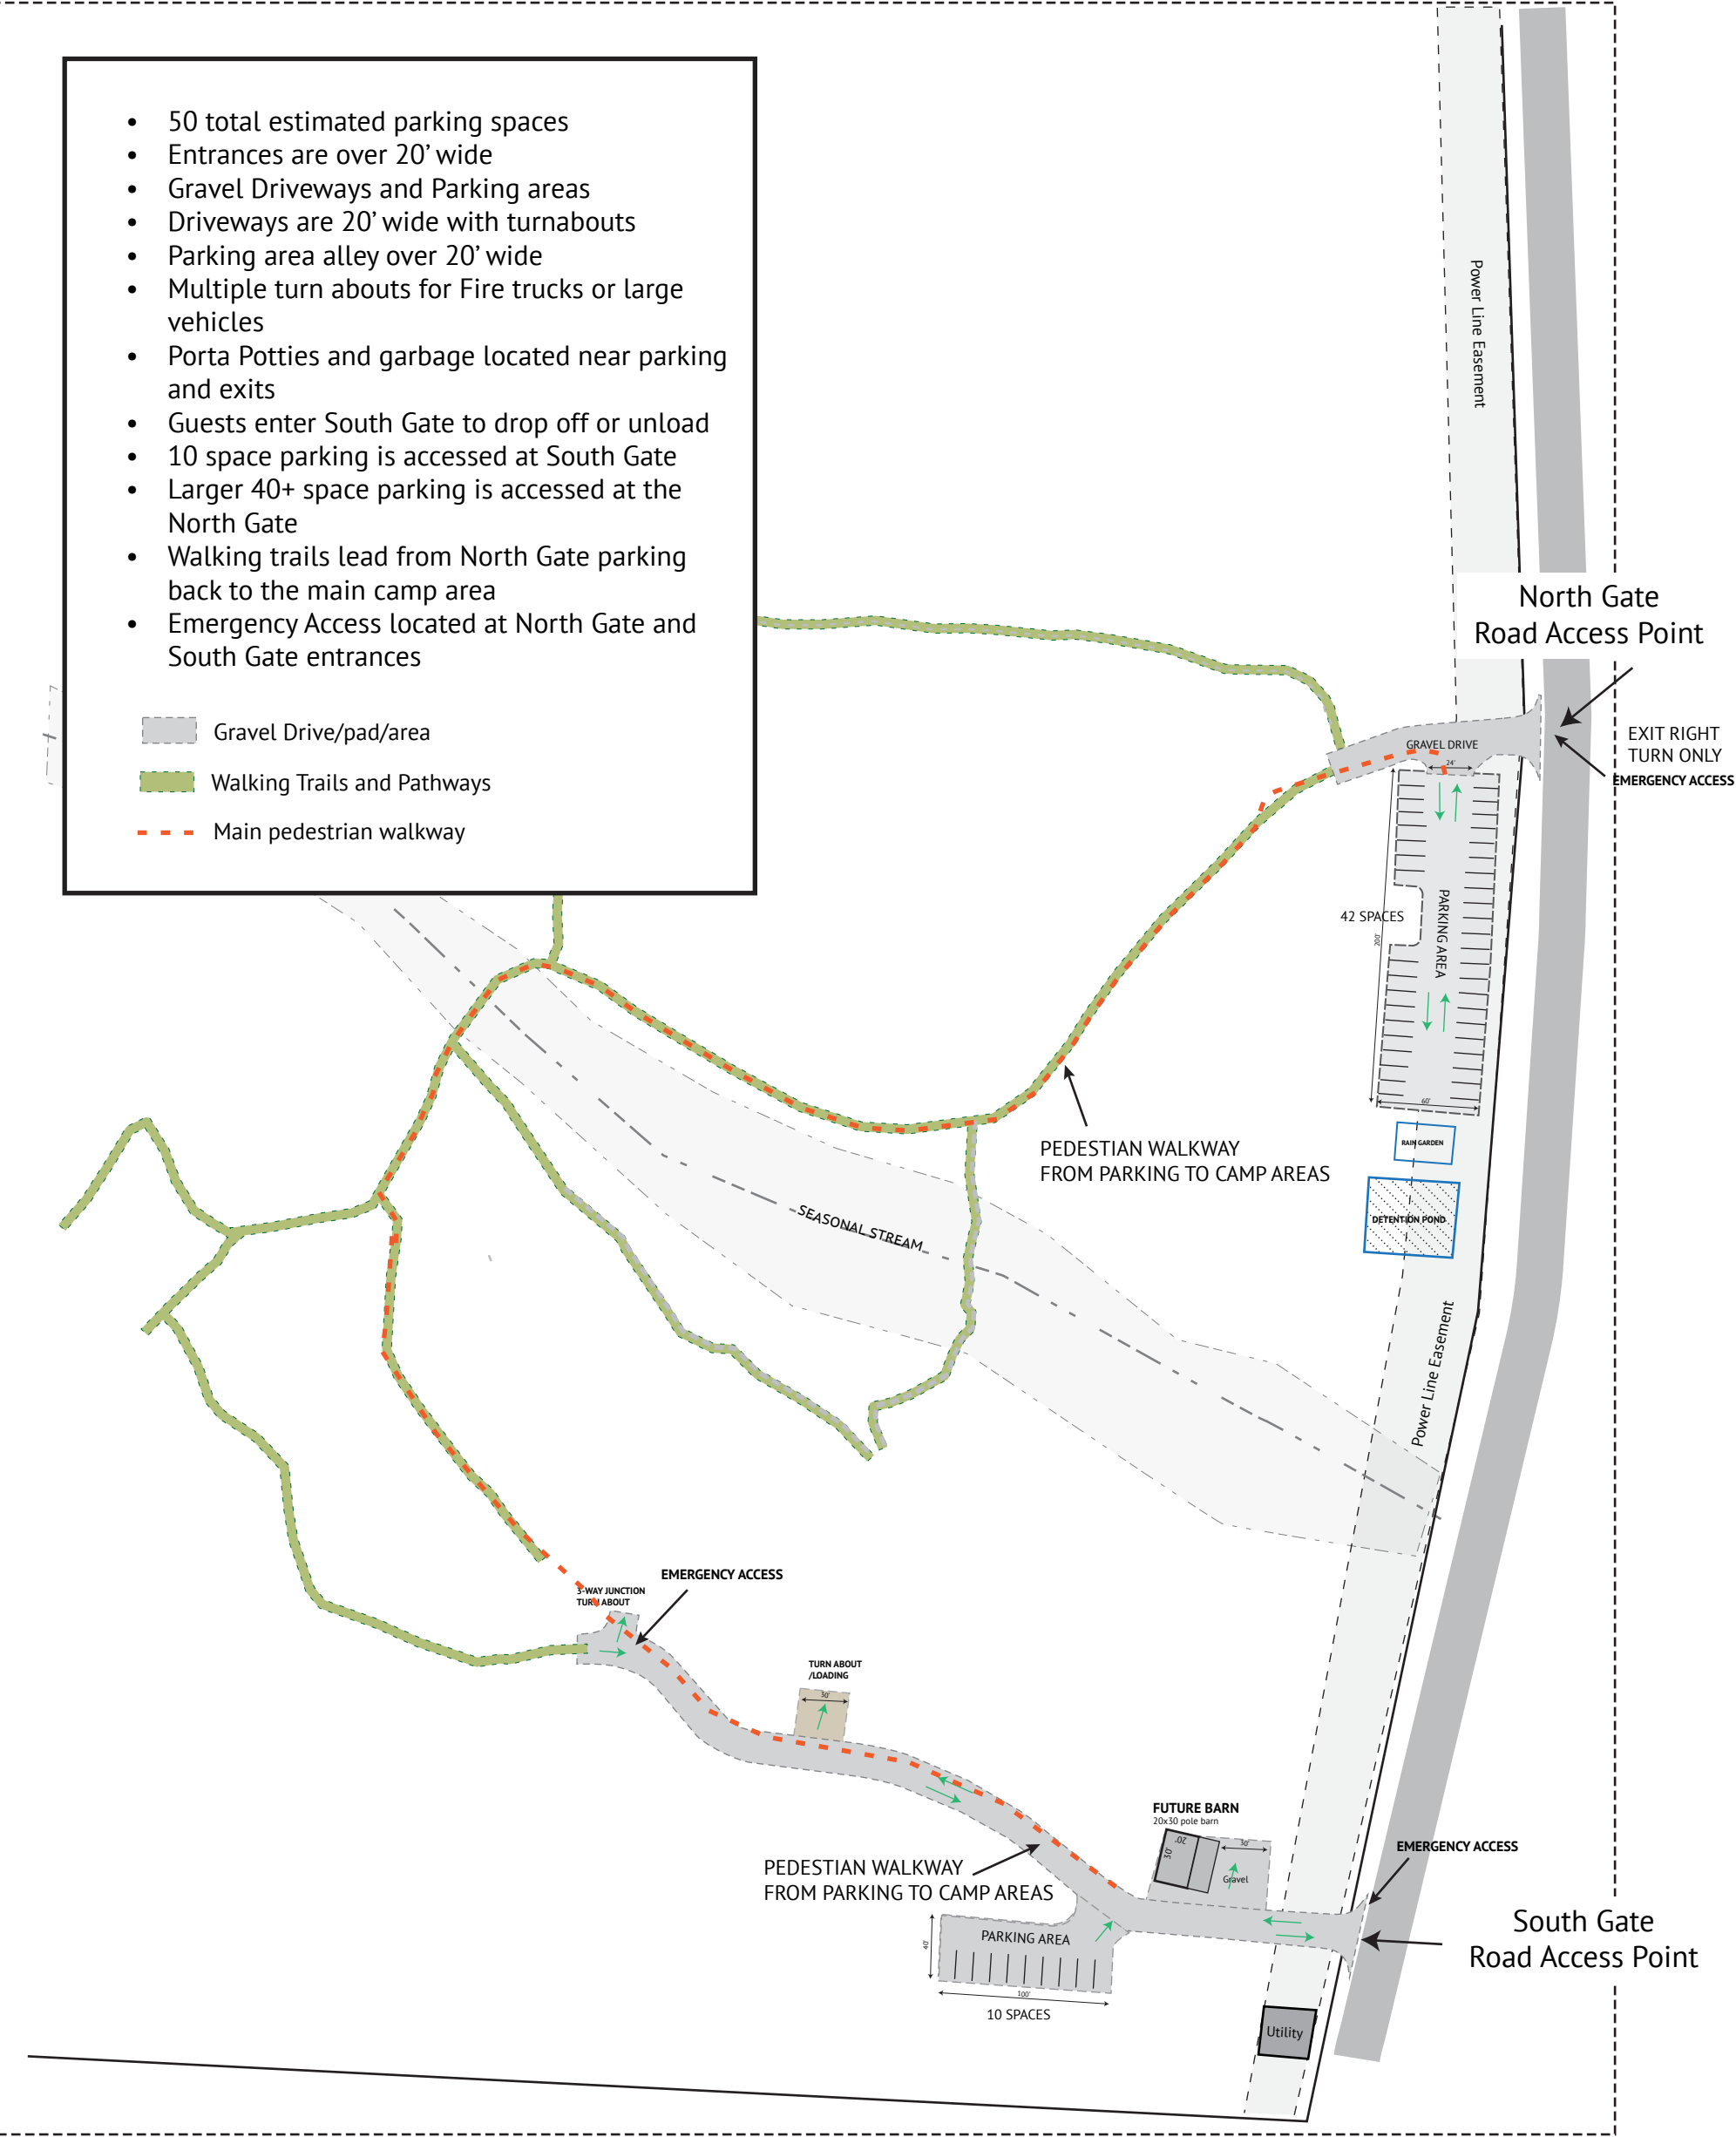 • 50 total estimated parking spaces
• Entrances are over 20’ wide
• Gravel Driveways and Parking areas
• Driveways are 20’ wide with turnabouts
• Parking area alley over 20’ wide
• Multiple turn abouts for Fire trucks or large
vehicles
• Porta Potties and garbage located near parking
and exits
• Guests enter South Gate to drop off or unload
• 10 space parking is accessed at South Gate
• Larger 40+ space parking is accessed at the
North Gate
• Walking trails lead from North Gate parking
back to the main camp area
• Emergency Access located at North Gate and
South Gate entrances
Gravel Drive/pad/area
Walking Trails and Pathways
Main pedestrian walkway
Power Line Easement
North Gate
Road Access Point
EXIT RIGHT
TURN ONLY
EMERGENCY ACCESS
GRAVEL DRIVE
24'
42 SPACES
200'
PARKING AREA
60'
RAIN GARDEN
DETENTION POND
PEDESTIAN WALKWAY
FROM PARKING TO CAMP AREAS
SEASONAL STREAM
Power Line Easement
3-WAY JUNCTION
TURN ABOUT
EMERGENCY ACCESS
TURN ABOUT
/LOADING
30'
FUTURE BARN
20x30 pole barn
20'
30'
30'
Gravel
EMERGENCY ACCESS
PEDESTIAN WALKWAY
FROM PARKING TO CAMP AREAS
South Gate
Road Access Point
PARKING AREA
40'
100'
10 SPACES
Utility